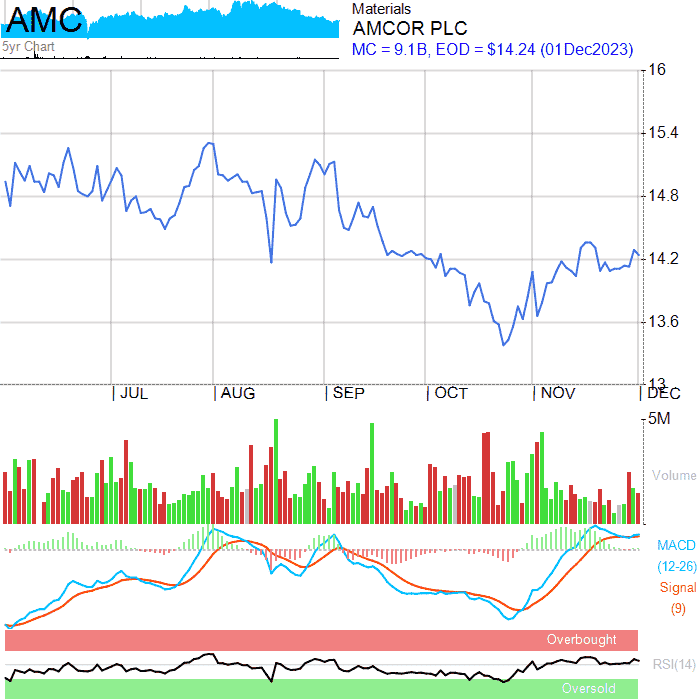 AMC
5yr Chart
Materials
AMCOR PLC
MC = 9.1B, EOD = $14.24 (01Dec2023)
16
15.4
14.8
14.2
13.6
13
JUL AUG SEP OCT NOV DEC
5M
Volume
MACD
(12-26)
Signal
(9)
Overbought
RSI(14)
Oversold